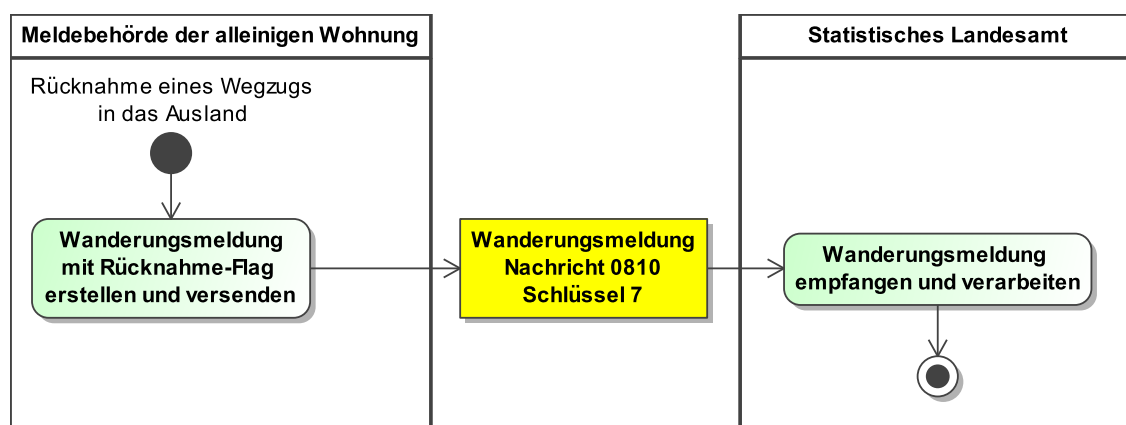 Meldebehörde der alleinigen Wohnung
Statistisches Landesamt
Rücknahme eines Wegzugs
in das Ausland
Wanderungsmeldung
mit Rücknahme-Flag
erstellen und versenden
Wanderungsmeldung
Nachricht 0810
Schlüssel 7
Wanderungsmeldung
empfangen und verarbeiten